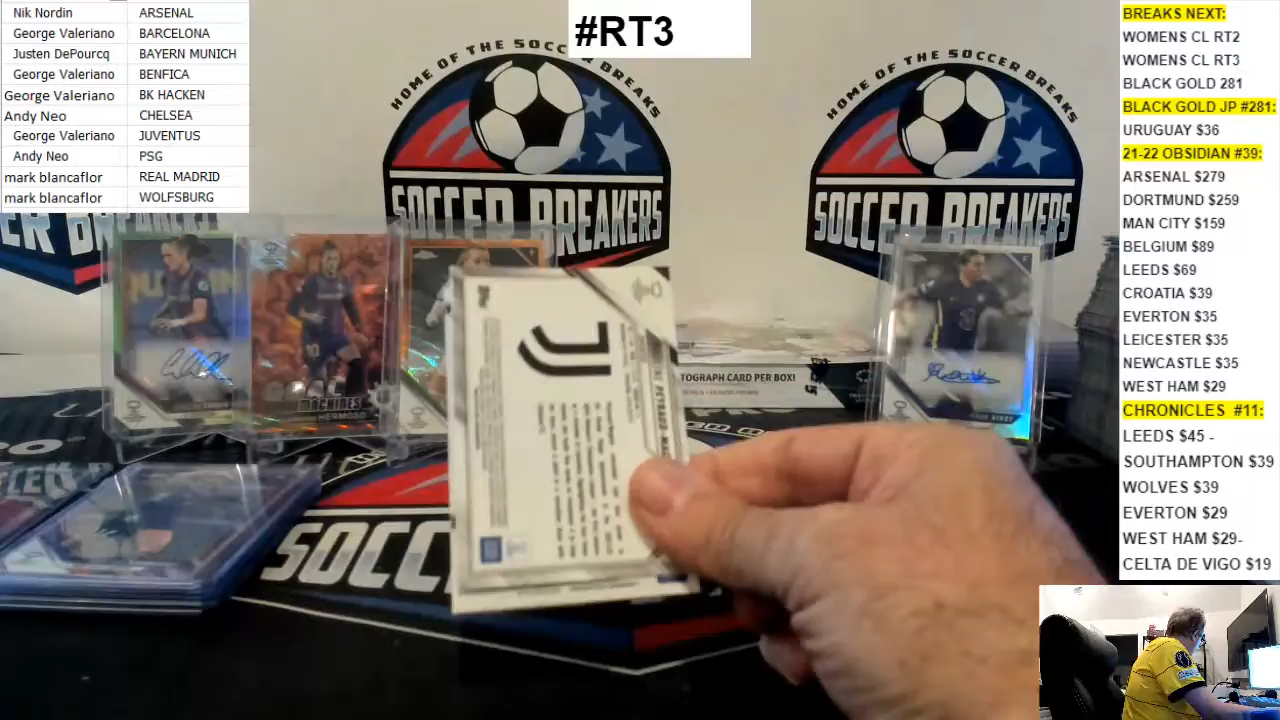 Nik Nordin ARSENAL
George Valeriano BARCELONA
Justen DePourcq BAYERN MUNICH
George Valeriano BENFICA
George Valeriano BK HACKEN
Andy Neo CHELSEA
George Valeriano JUVENTUS
Andy Neo PSG
mark blancaflor REAL MADRID
mark blancaflor WOLFSBURG
#RT3
HOME OF THE SOCCER BREAKS
SOCCER BREAKERS
HOME OF THE SOCCER BREAKS
SOCCER BREAKERS
MACHINES
HERMOSO
TOGRAPH CARD PER BOX!
SOCC
BREAKS NEXT:
WOMENS CL RT2
WOMENS CL RT3
BLACK GOLD 281
BLACK GOLD JP #281:
URUGUAY $36
21-22 OBSIDIAN #39:
ARSENAL $279
DORTMUND $259
MAN CITY $159
BELGIUM $89
LEEDS $69
CROATIA $39
EVERTON $35
LEICESTER $35
NEWCASTLE $35
WEST HAM $29
CHRONICLES #11:
LEEDS $45 -
SOUTHAMPTON $39
WOLVES $39
EVERTON $29
WEST HAM $29-
CELTA DE VIGO $19